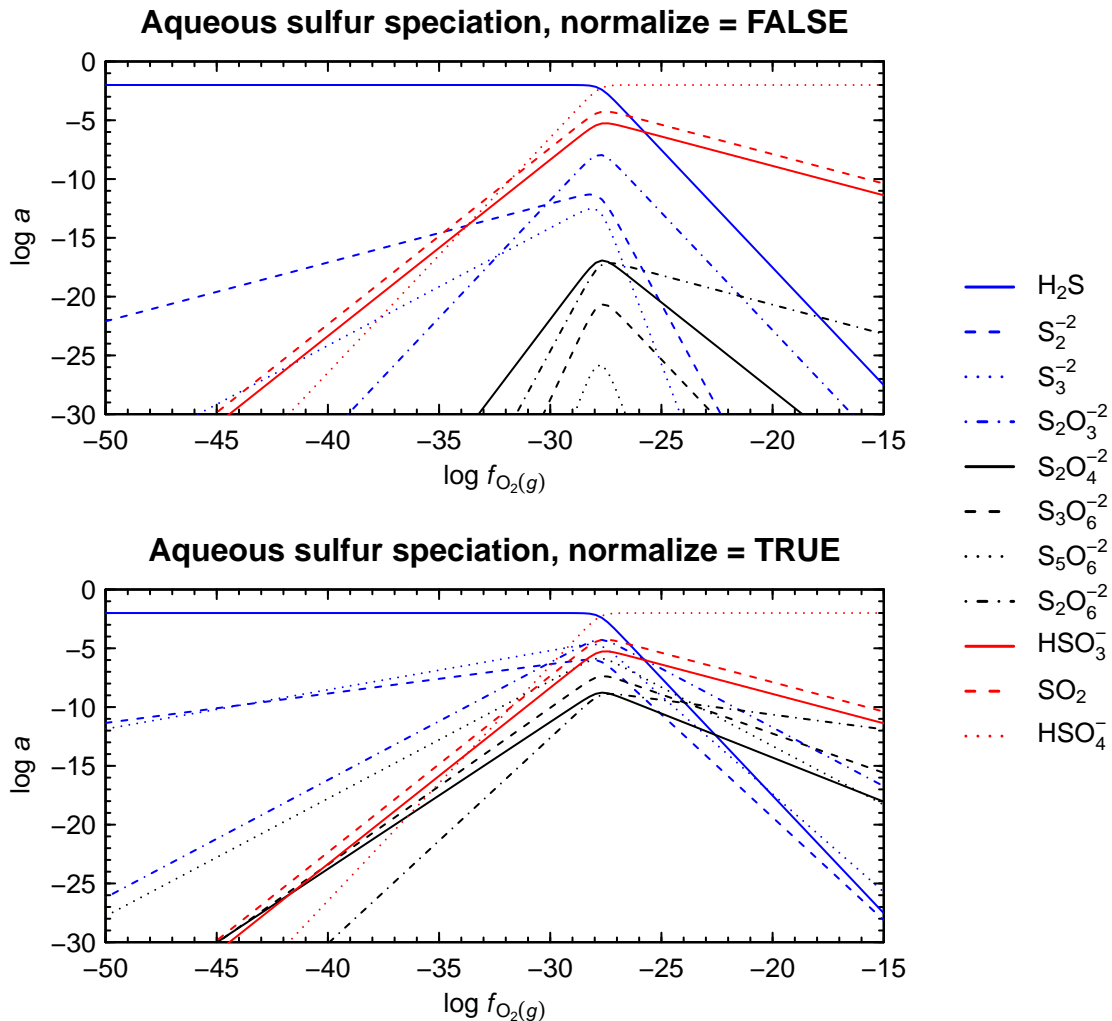 Aqueous sulfur speciation, normalize = FALSE
0
−5
−10
−15
−20
−25
−30
log a
−50 −45 −40 −35 −30 −25 −20 −15
log fO₂(g)
Aqueous sulfur speciation, normalize = TRUE
0
−5
−10
−15
−20
−25
−30
log a
−50 −45 −40 −35 −30 −25 −20 −15
log fO₂(g)
H₂S
S₂⁻²
S₃⁻²
S₂O₃⁻²
S₂O₄⁻²
S₃O₆⁻²
S₅O₆⁻²
S₂O₆⁻²
HSO₃⁻
SO₂
HSO₄⁻